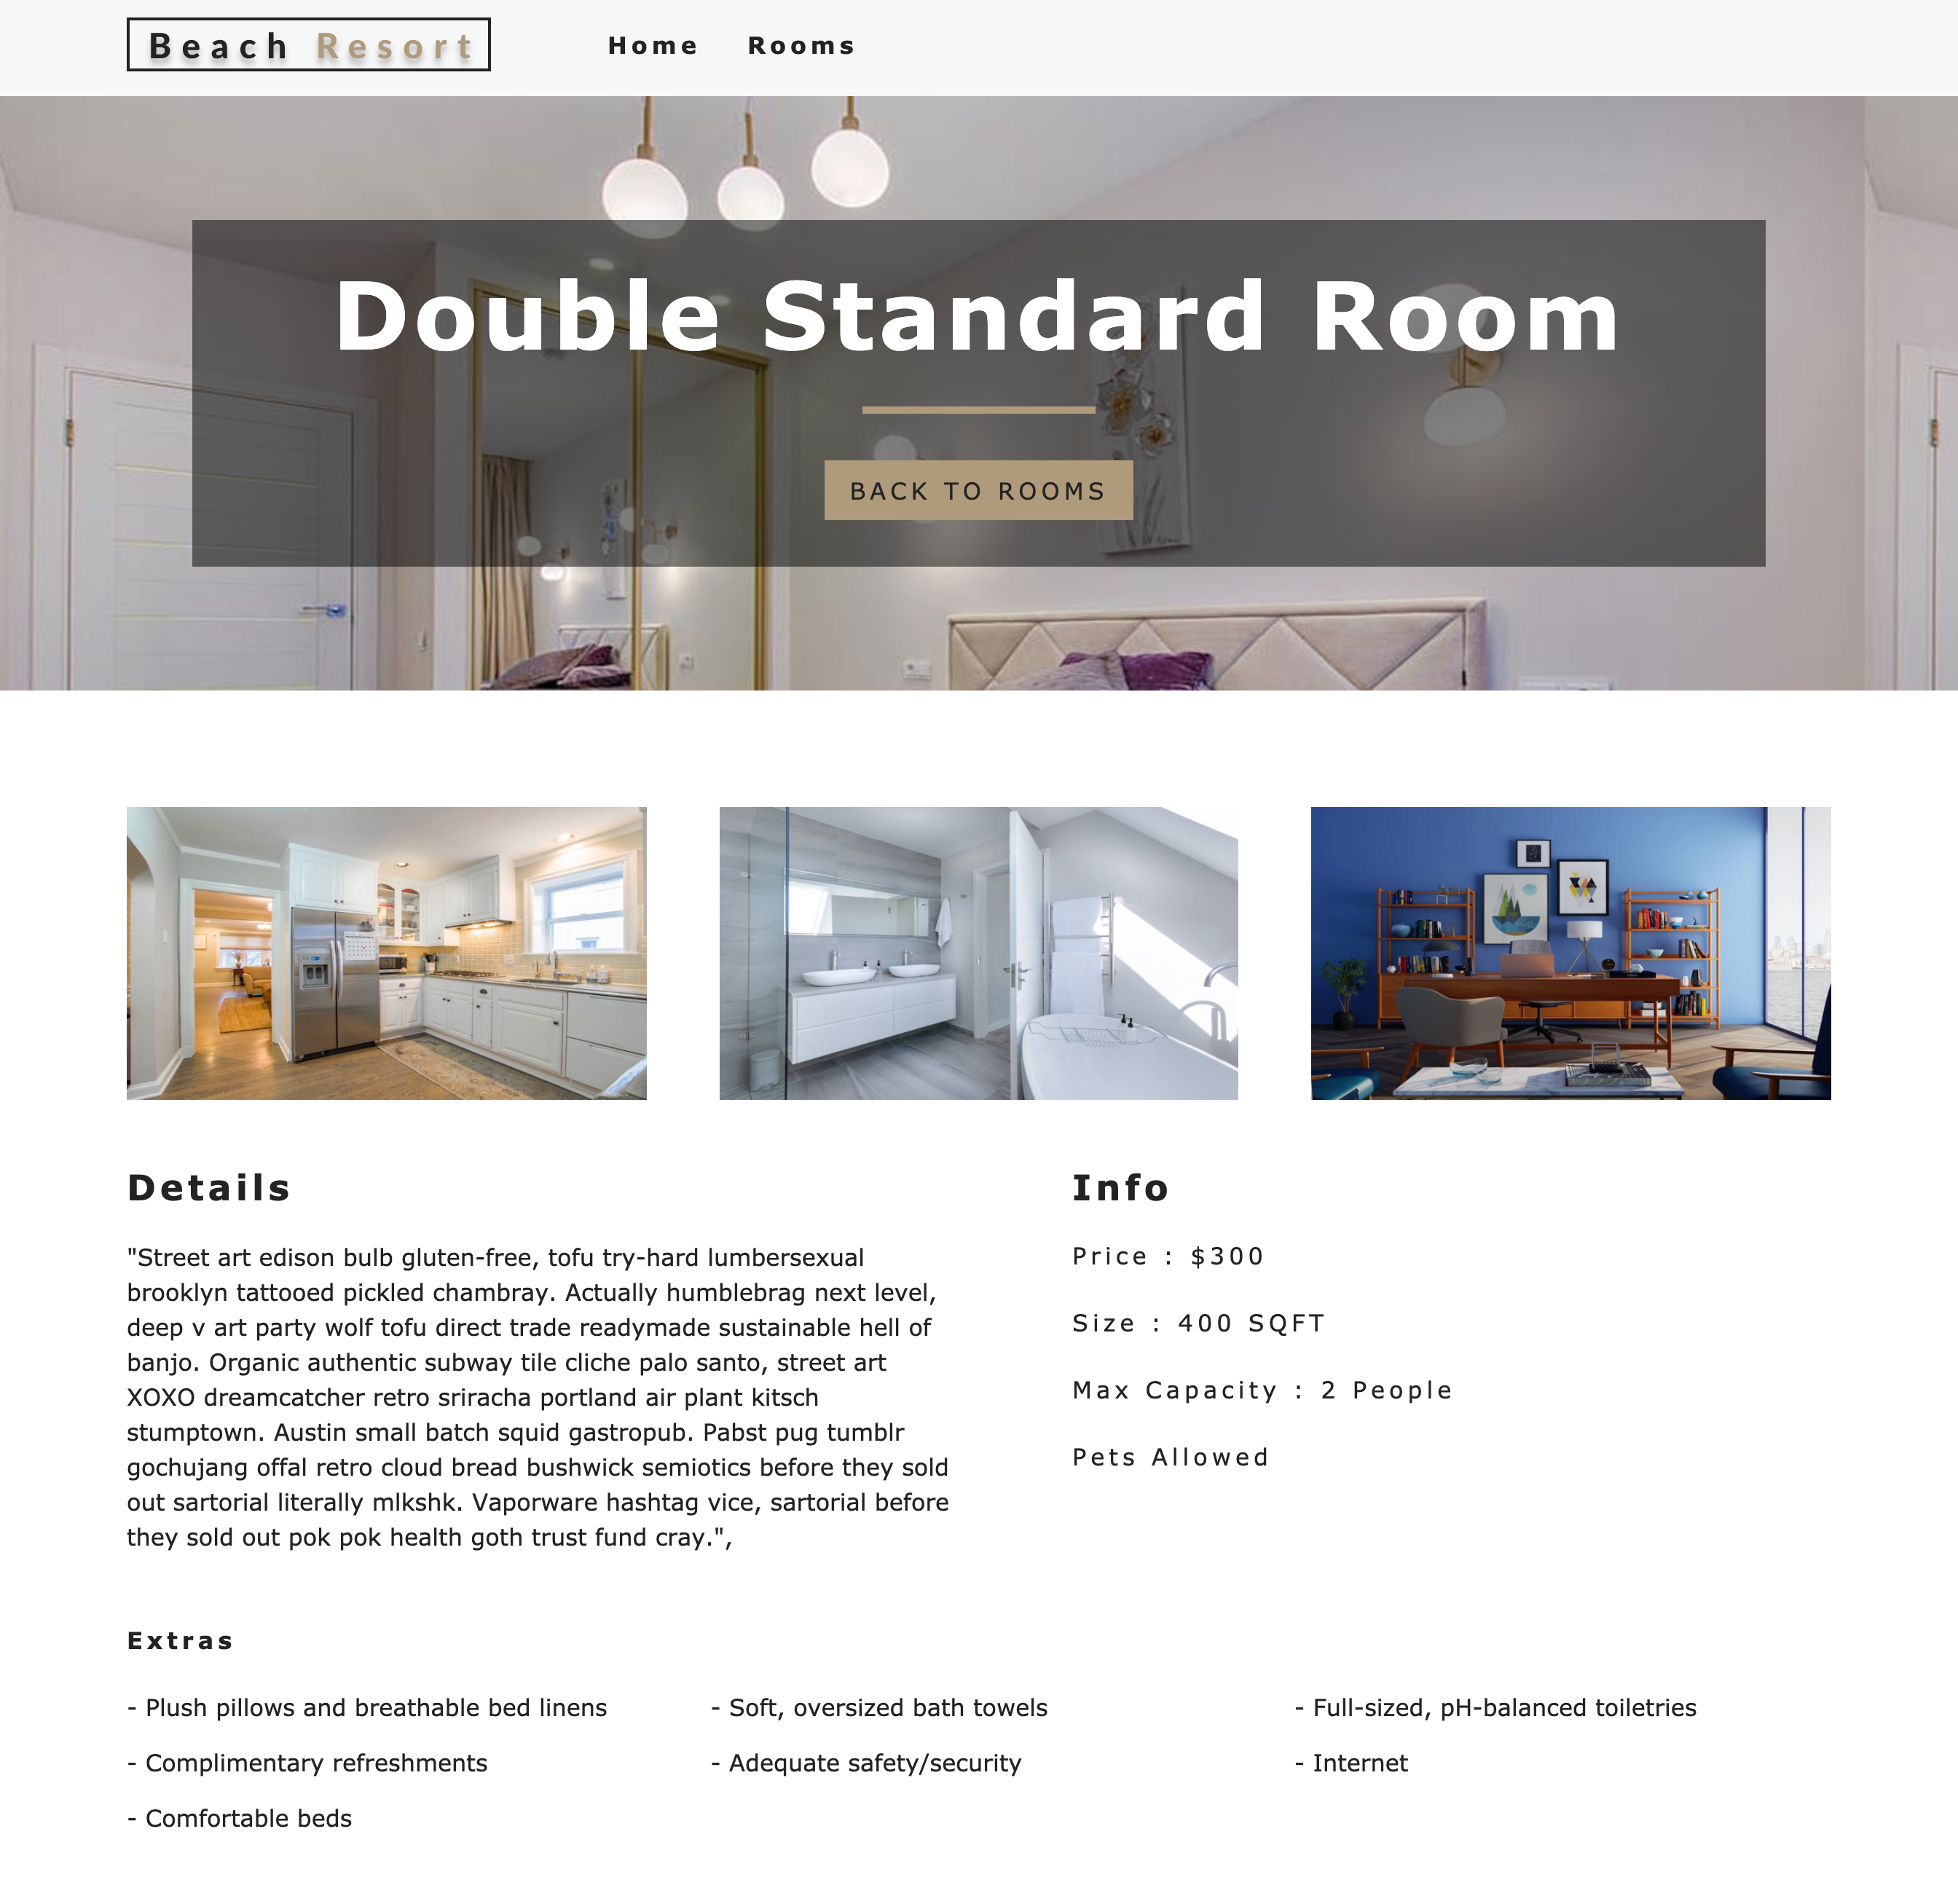 Beach Resort
Home Rooms
Double Standard Room
BACK TO ROOMS
Details
"Street art edison bulb gluten-free, tofu try-hard lumbersexual
brooklyn tattooed pickled chambray. Actually humblebrag next level,
deep v art party wolf tofu direct trade readymade sustainable hell of
banjo. Organic authentic subway tile cliche palo santo, street art
XOXO dreamcatcher retro sriracha portland air plant kitsch
stumptown. Austin small batch squid gastropub. Pabst pug tumblr
gochujang offal retro cloud bread bushwick semiotics before they sold
out sartorial literally mlkshk. Vaporware hashtag vice, sartorial before
they sold out pok pok health goth trust fund cray.",
Info
Price : $300
Size : 400 SQFT
Max Capacity : 2 People
Pets Allowed
Extras
- Plush pillows and breathable bed linens
- Soft, oversized bath towels
- Full-sized, pH-balanced toiletries
- Complimentary refreshments
- Adequate safety/security
- Internet
- Comfortable beds